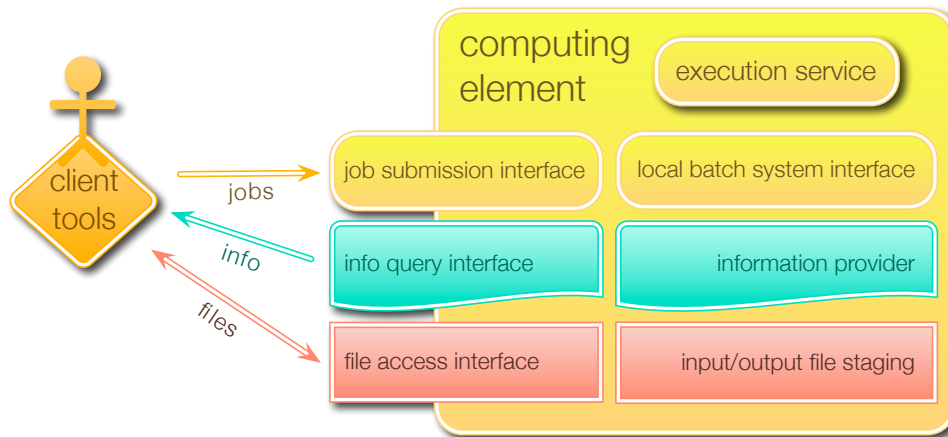 computing
element
execution service
client
tools
jobs
job submission interface
local batch system interface
info
info query interface
information provider
files
file access interface
input/output file staging